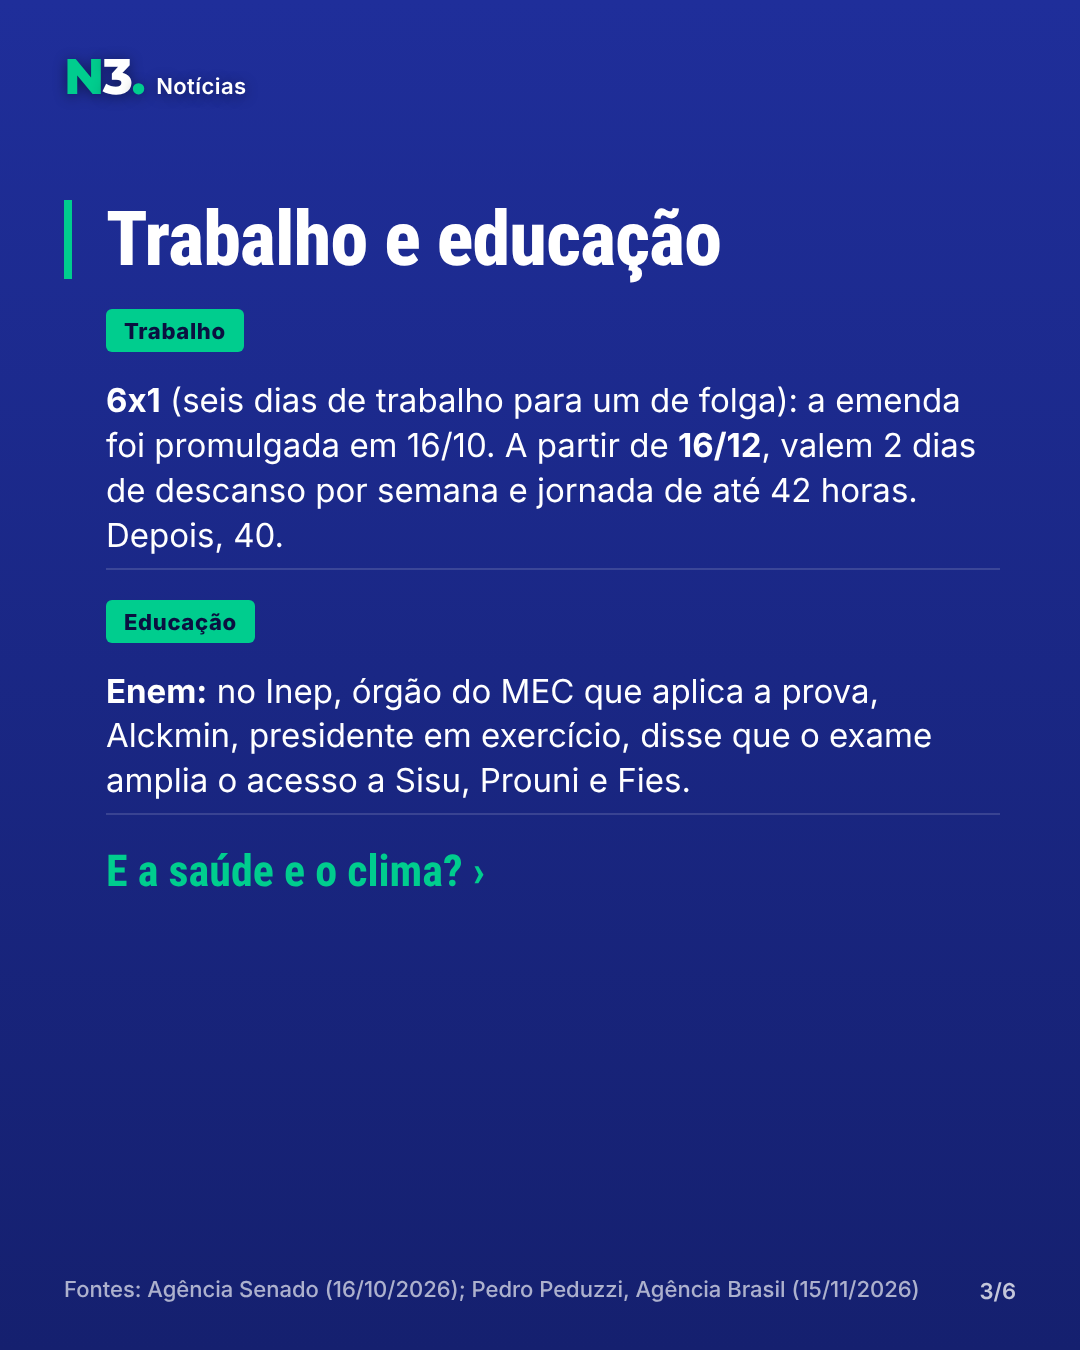 N3. Notícias
Trabalho e educação
Trabalho
6x1 (seis dias de trabalho para um de folga): a emenda
foi promulgada em 16/10. A partir de 16/12, valem 2 dias
de descanso por semana e jornada de até 42 horas.
Depois, 40.
Educação
Enem: no Inep, órgão do MEC que aplica a prova,
Alckmin, presidente em exercício, disse que o exame
amplia o acesso a Sisu, Prouni e Fies.
E a saúde e o clima? ›
Fontes: Agência Senado (16/10/2026); Pedro Peduzzi, Agência Brasil (15/11/2026)
3/6